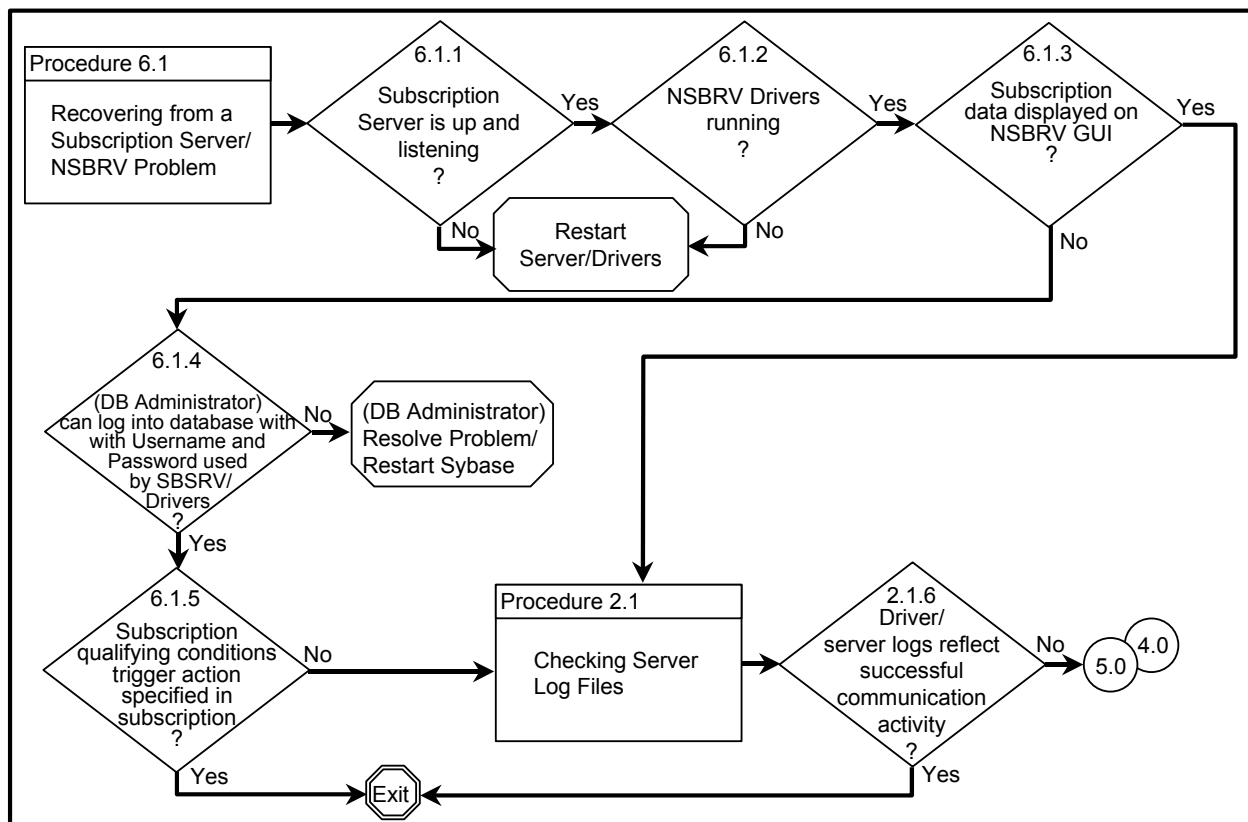 Procedure 6.1
Recovering from a
Subscription Server/
NSBRV Problem
6.1.1
Subscription
Server is up and
listening
?
Yes
No
6.1.2
NSBRV Drivers
running
?
Yes
No
6.1.3
Subscription
data displayed on
NSBRV GUI
?
Yes
No
Restart
Server/Drivers
6.1.4
(DB Administrator)
can log into database with
with Username and
Password used
by SBSRV/
Drivers
?
No
Yes
(DB Administrator)
Resolve Problem/
Restart Sybase
6.1.5
Subscription
qualifying conditions
trigger action
specified in
subscription
?
No
Yes
Procedure 2.1
Checking Server
Log Files
2.1.6
Driver/
server logs reflect
successful
communication
activity
?
No
Yes
5.0
4.0
Exit